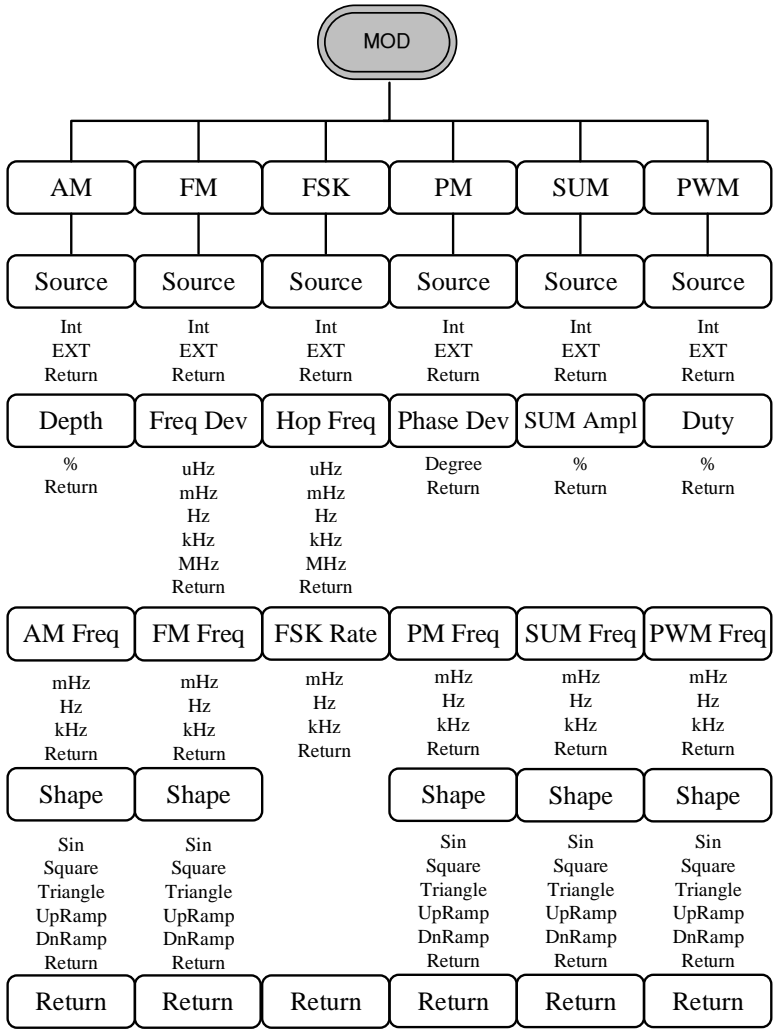 MOD
AM FM FSK PM SUM PWM
Source Source Source Source Source Source
Int Int Int Int Int Int
EXT EXT EXT EXT EXT EXT
Return Return Return Return Return Return
Depth Freq Dev Hop Freq Phase Dev SUM Ampl Duty
% uHz uHz Degree % %
Return mHz mHz Return Return Return
Hz Hz
kHz kHz
MHz MHz
Return Return
AM Freq FM Freq FSK Rate PM Freq SUM Freq PWM Freq
mHz mHz mHz mHz mHz mHz
Hz Hz Hz Hz Hz Hz
kHz kHz kHz kHz kHz kHz
Return Return Return Return Return Return
Shape Shape Shape Shape Shape
Sin Sin Sin Sin Sin
Square Square Square Square Square
Triangle Triangle Triangle Triangle Triangle
UpRamp UpRamp UpRamp UpRamp UpRamp
DnRamp DnRamp DnRamp DnRamp DnRamp
Return Return Return Return Return
Return Return Return Return Return Return